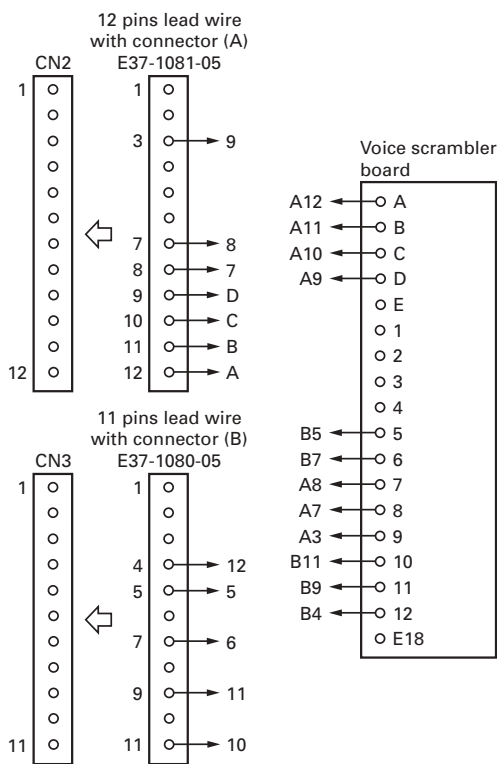 12 pins lead wire
with connector (A)
CN2
E37-1081-05
1
1
3
9
7
8
8
7
9
D
10
C
11
B
12
12
A
11 pins lead wire
with connector (B)
CN3
E37-1080-05
1
1
4
12
5
5
7
6
9
11
11
11
10
Voice scrambler
board
A12
A
A11
B
A10
C
A9
D
E
1
2
3
4
B5
5
B7
6
A8
7
A7
8
A3
9
B11
10
B9
11
B4
12
E18